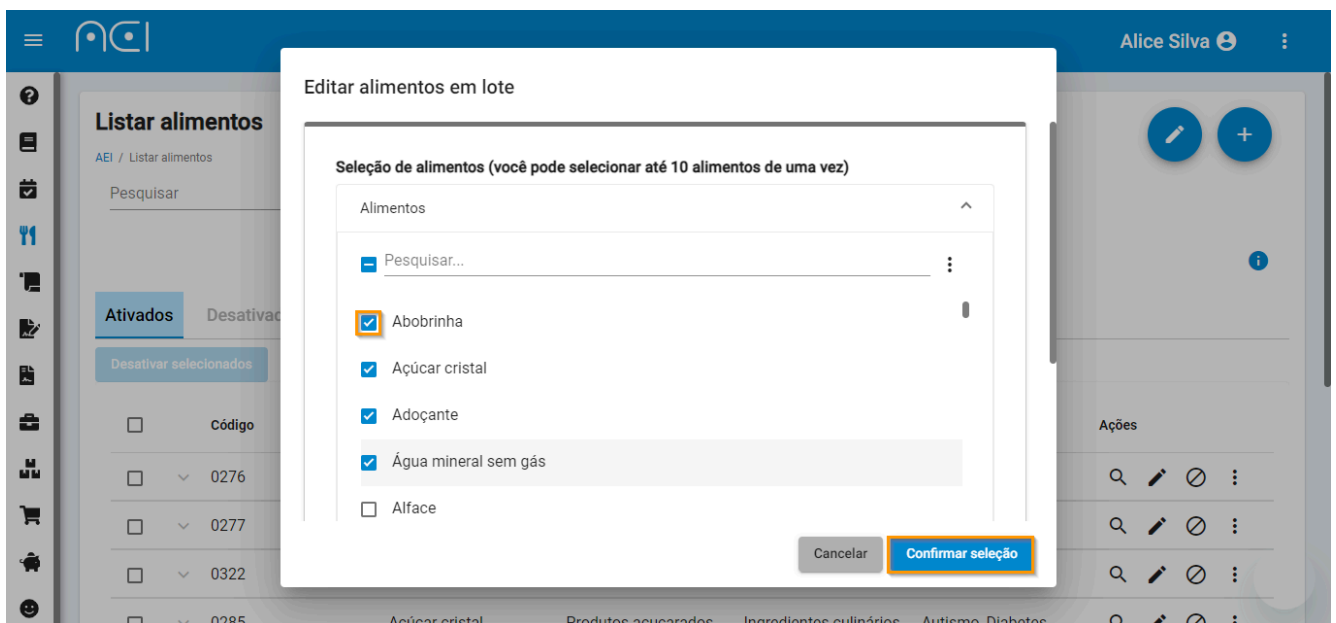 AEI
Alice Silva
Editar alimentos em lote
Listar alimentos
AEI / Listar alimentos
Pesquisar
Seleção de alimentos (você pode selecionar até 10 alimentos de uma vez)
Alimentos
Pesquisar...
Ativados
Desativad
Abobrinha
Desativar selecionados
Açúcar cristal
Adoçante
Código
Ações
Água mineral sem gás
0276
Alface
0277
Cancelar
Confirmar seleção
0322
0285 Açúcar cristal Produtos açucarados Ingredientes culinários Autismo, Diabetes